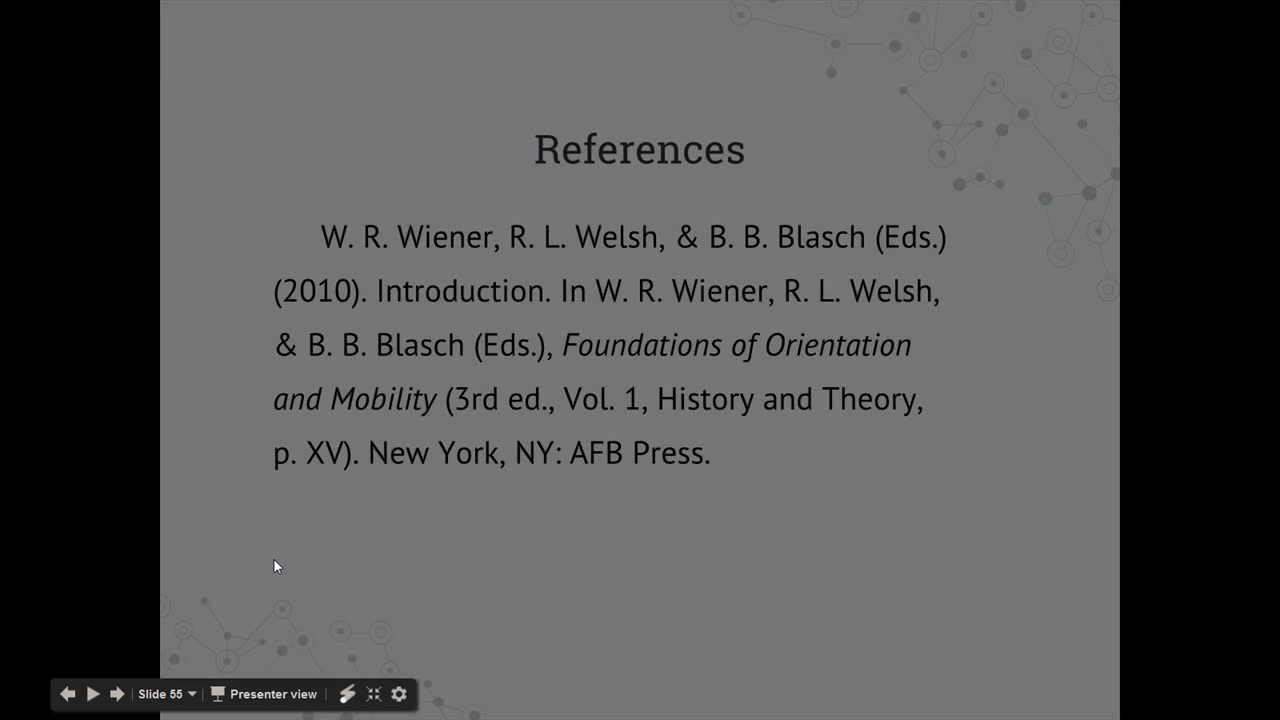 References
W. R. Wiener, R. L. Welsh, & B. B. Blasch (Eds.)
(2010). Introduction. In W. R. Wiener, R. L. Welsh,
& B. B. Blasch (Eds.), Foundations of Orientation
and Mobility (3rd ed., Vol. 1, History and Theory,
p. XV). New York, NY: AFB Press.
Slide 55 Presenter view